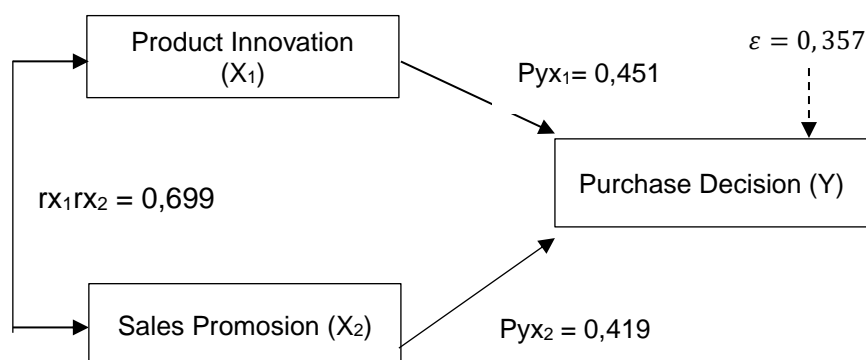 Product Innovation
(X₁)
ε = 0,357
Pyx₁= 0,451
Purchase Decision (Y)
rx₁rx₂ = 0,699
Sales Promosion (X₂)
Pyx₂ = 0,419